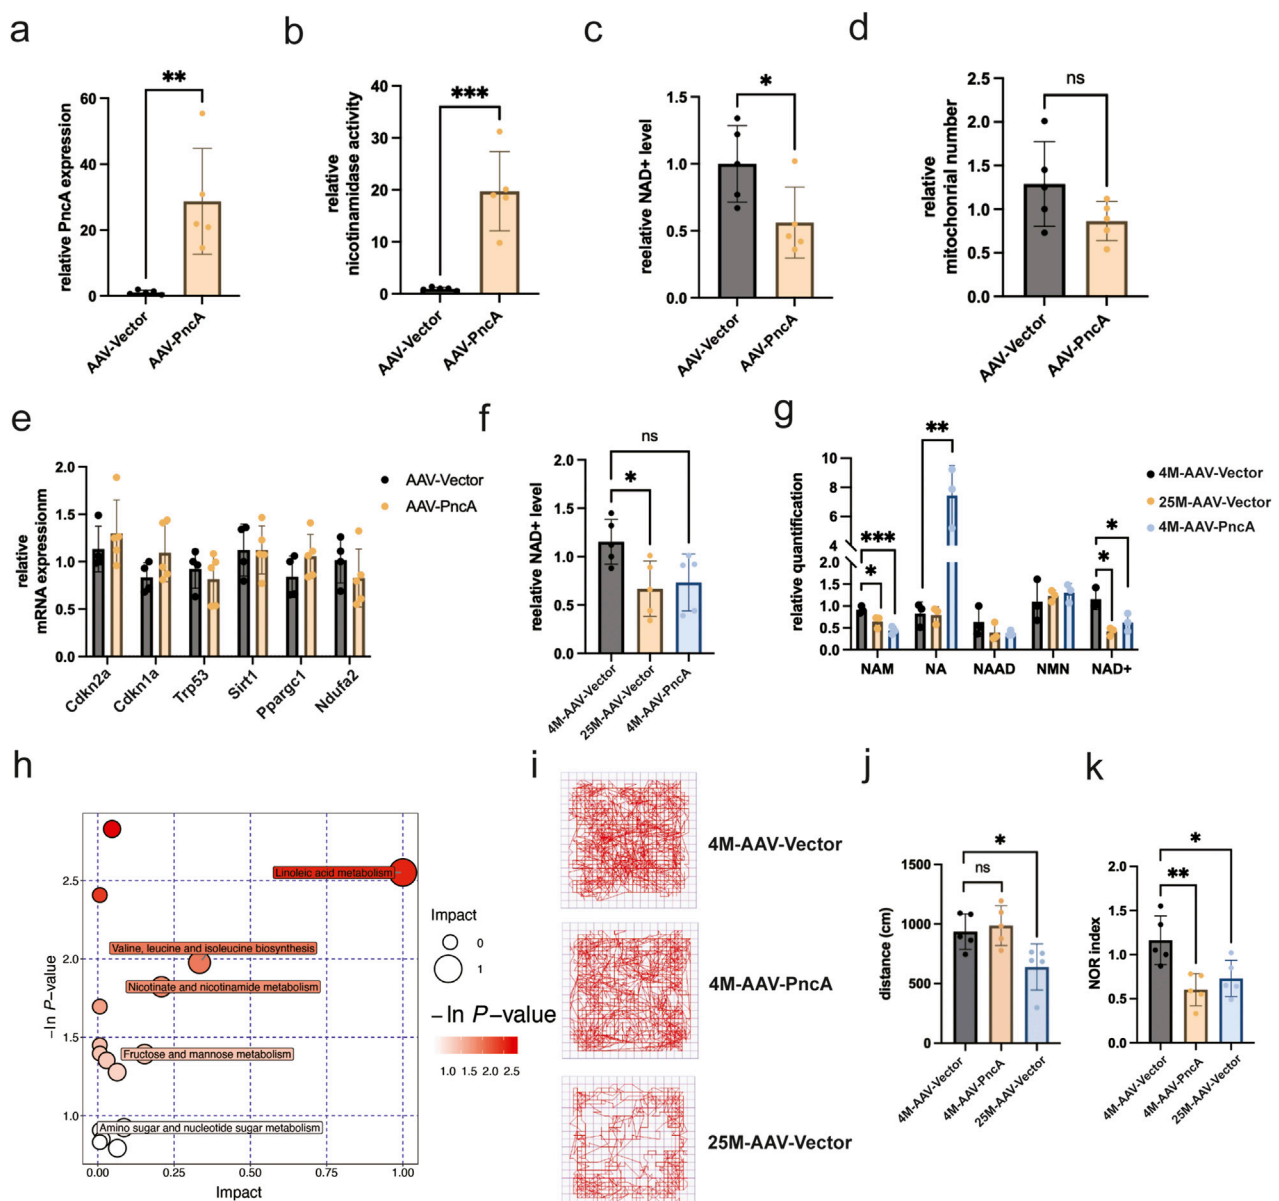 a
**
relative PncA expression
60
40
20
0
AAV-Vector
AAV-PncA
b
***
relative
nicotinamidase activity
40
30
20
10
0
AAV-Vector
AAV-PncA
c
*
reelative NAD+ level
1.5
1.0
0.5
0.0
AAV-Vector
AAV-PncA
d
ns
relative
mitochonrial number
2.5
2.0
1.5
1.0
0.5
0.0
AAV-Vector
AAV-PncA
e
relative
mRNA expressionm
2.0
1.5
1.0
0.5
0.0
AAV-Vector
AAV-PncA
Cdkn2a
Cdkn1a
Trp53
Sirt1
Ppargc1
Ndufa2
f
ns
*
reelative NAD+ level
2.0
1.5
1.0
0.5
0.0
4M-AAV-Vector
25M-AAV-Vector
4M-AAV-PncA
g
relative quantification
10
8
6
4
2.0
1.5
1.0
0.5
0.0
***
*
**
*
*
NAM
NA
NAAD
NMN
NAD+
4M-AAV-Vector
25M-AAV-Vector
4M-AAV-PncA
h
−ln P−value
2.5
2.0
1.5
1.0
Linoleic acid metabolism
Valine, leucine and isoleucine biosynthesis
Nicotinate and nicotinamide metabolism
Fructose and mannose metabolism
Amino sugar and nucleotide sugar metabolism
0.00
0.25
0.50
0.75
1.00
Impact
Impact
0
1
−ln P−value
1.0 1.5 2.0 2.5
i
4M-AAV-Vector
4M-AAV-PncA
25M-AAV-Vector
j
*
ns
distance (cm)
1500
1000
500
0
4M-AAV-Vector
4M-AAV-PncA
25M-AAV-Vector
k
*
**
NOR index
2.0
1.5
1.0
0.5
0.0
4M-AAV-Vector
4M-AAV-PncA
25M-AAV-Vector